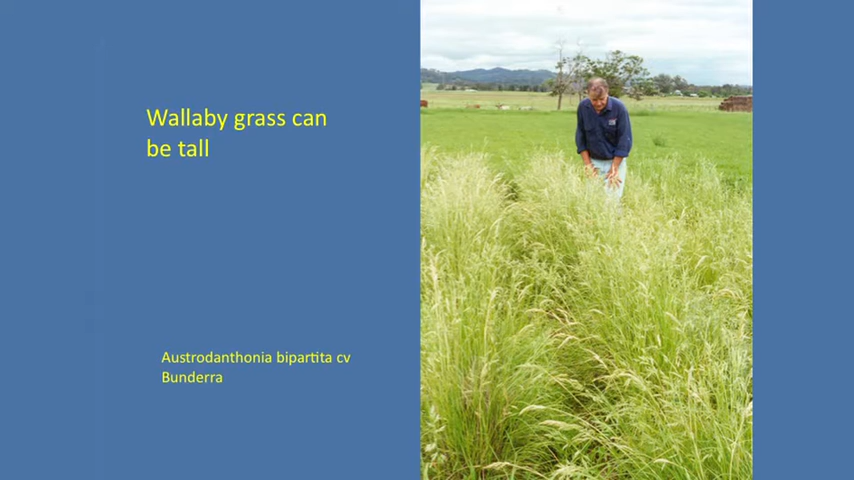 Wallaby grass can
be tall
Austrodanthonia bipartita cv
Bunderra